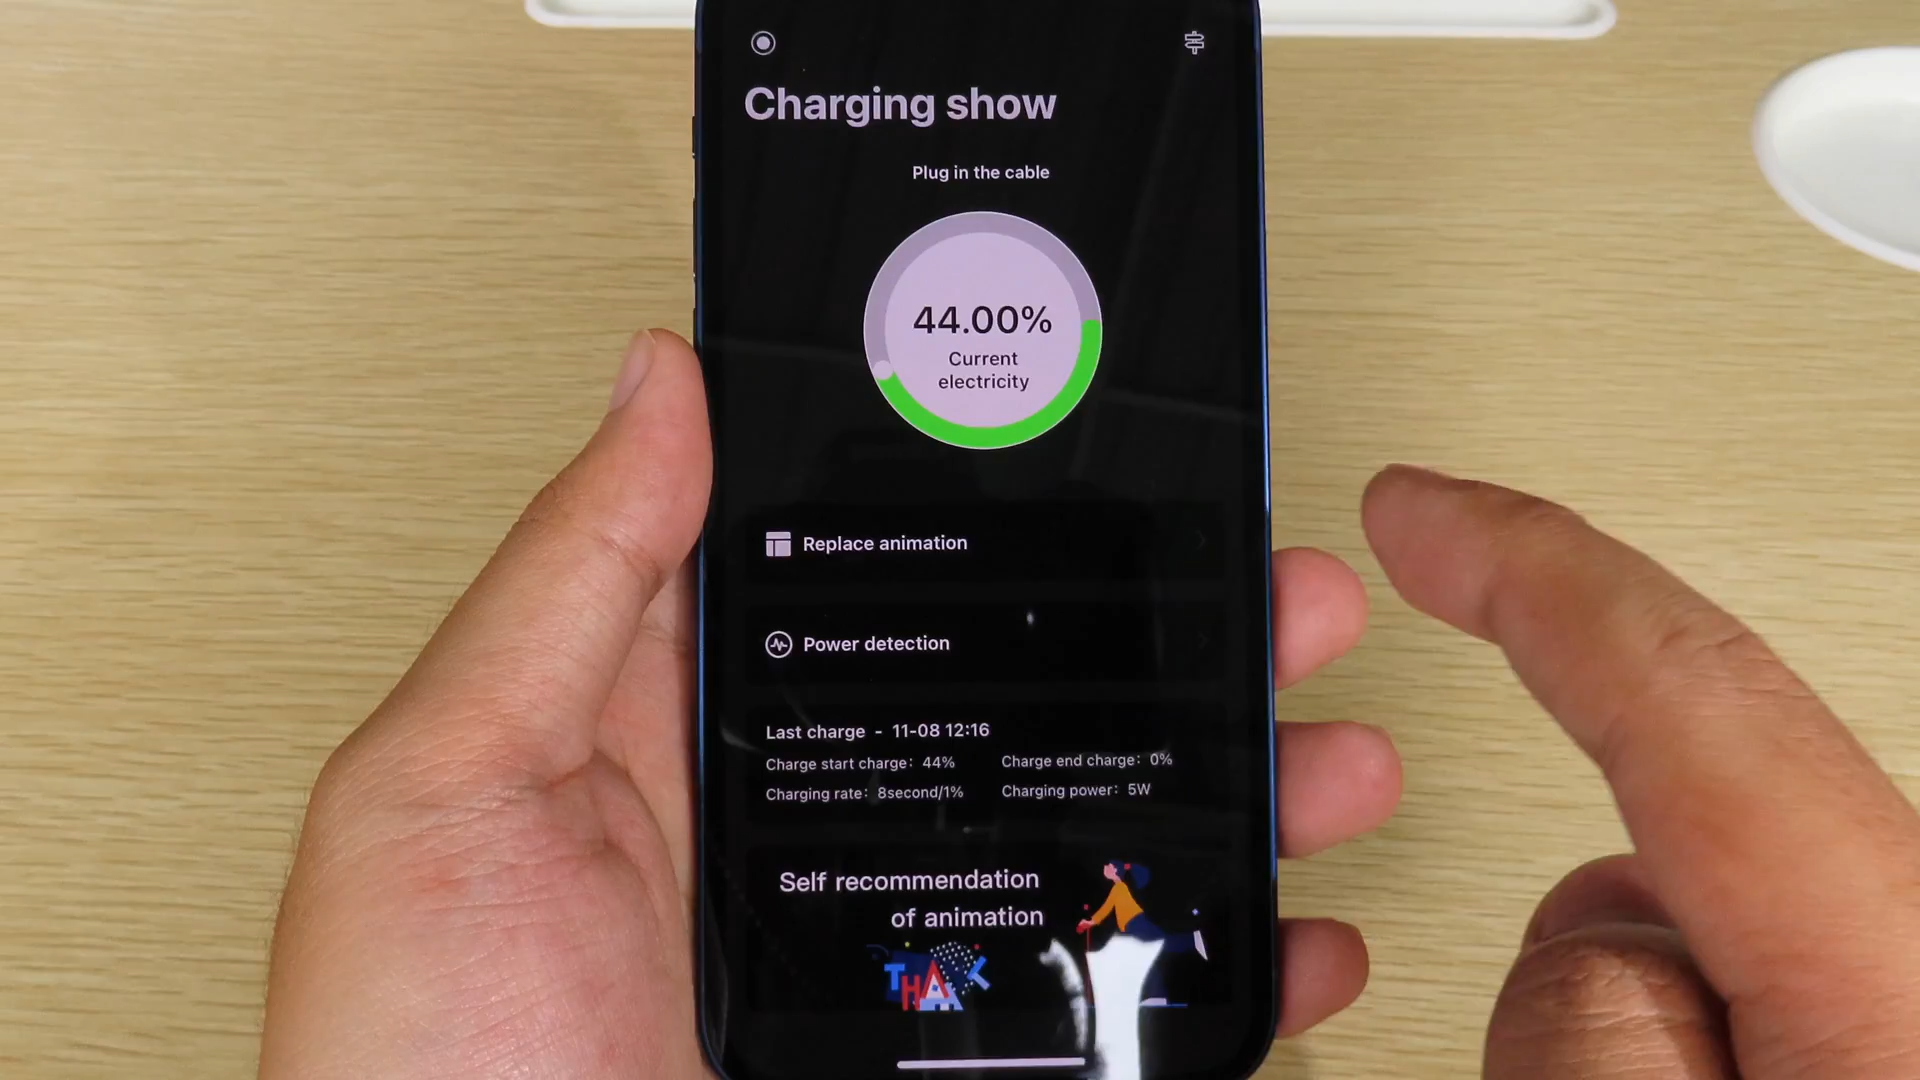 Charging show
Plug in the cable
44.00%
Current
electricity
Replace animation
Power detection
Last charge - 11-08 12:16
Charge start charge: 44% Charge end charge: 0%
Charging rate: 8second/1% Charging power: 5W
Self recommendation
of animation
THA